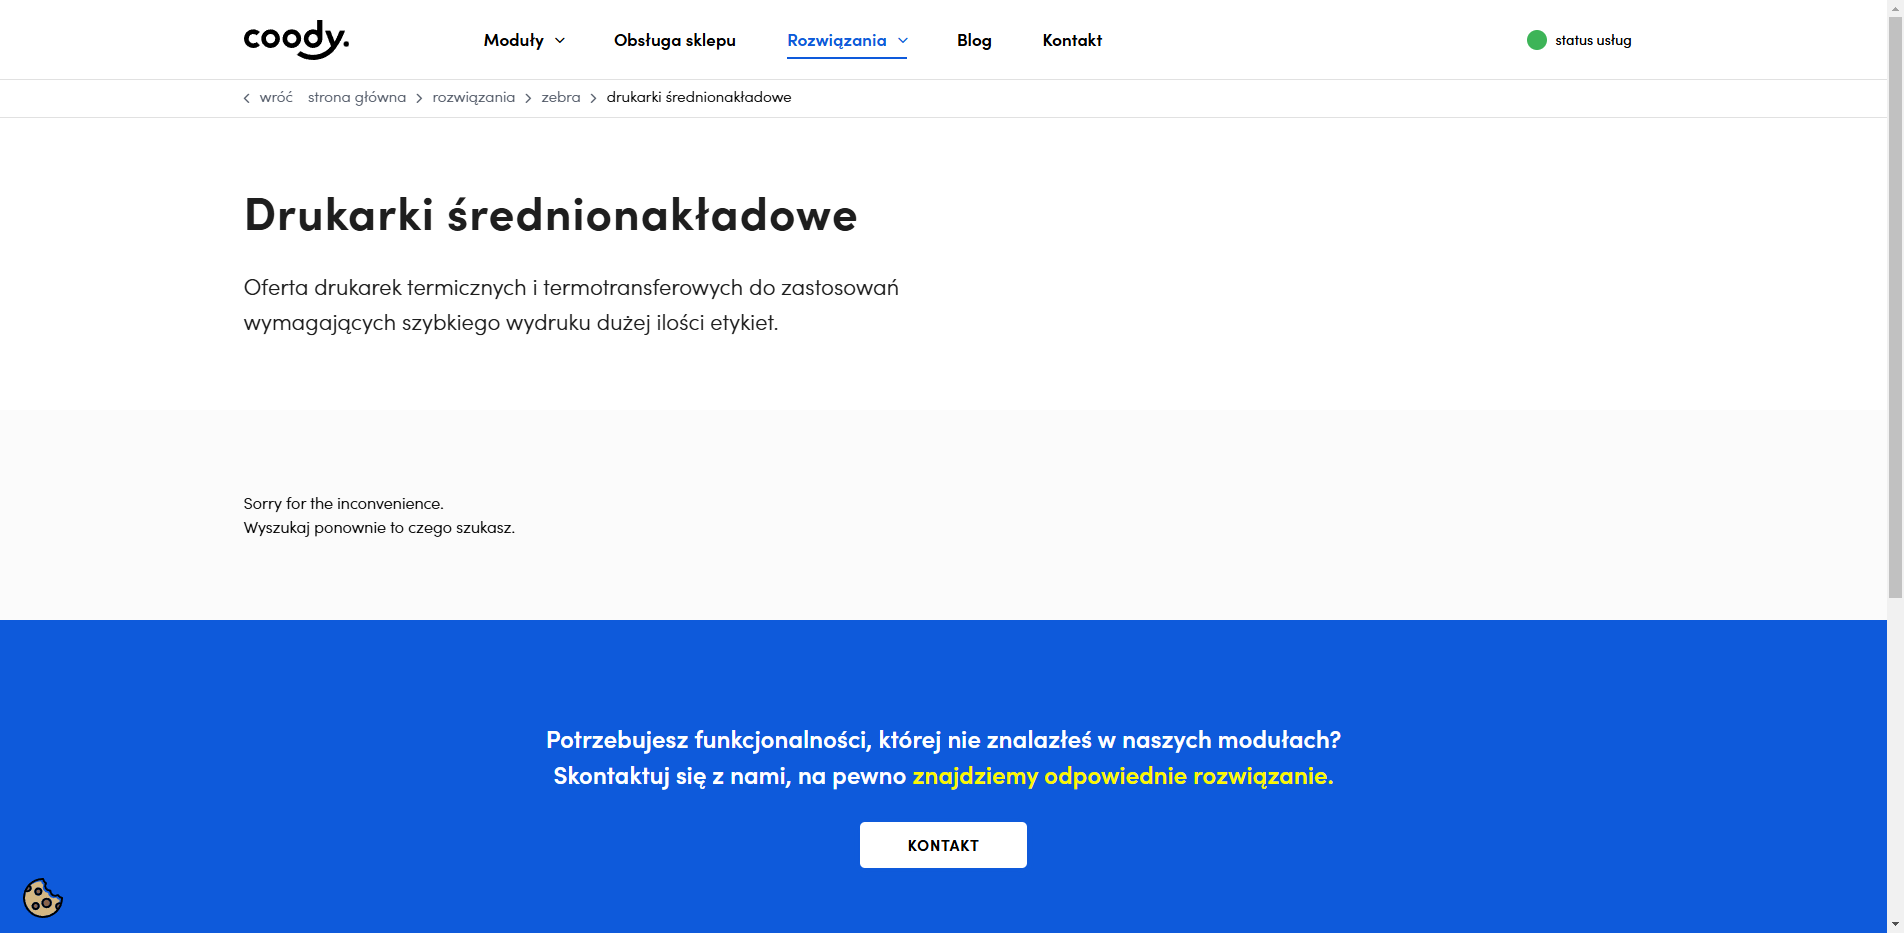 coody.
Moduły
Obsługa sklepu
Rozwiązania
Blog
Kontakt
status usług
wróć
strona główna
rozwiązania
zebra
drukarki średnionakładowe
Drukarki średnionakładowe
Oferta drukarek termicznych i termotransferowych do zastosowań
wymagających szybkiego wydruku dużej ilości etykiet.
Sorry for the inconvenience.
Wyszukaj ponownie to czego szukasz.
Potrzebujesz funkcjonalności, której nie znalazłeś w naszych modułach?
Skontaktuj się z nami, na pewno znajdziemy odpowiednie rozwiązanie.
KONTAKT